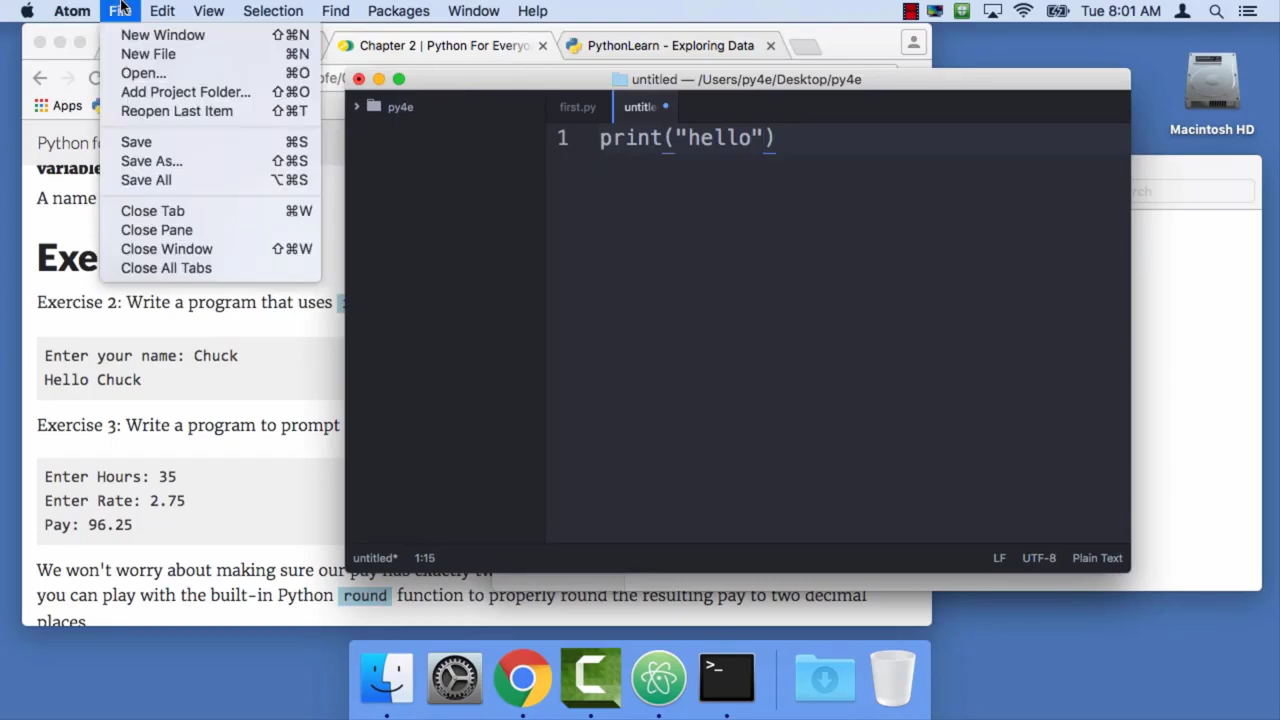 Atom File Edit View Selection Find Packages Window Help Tue 8:01 AM
New Window ⇧⌘N
New File ⌘N
Open... ⌘O
Add Project Folder... ⇧⌘O
Reopen Last Item ⇧⌘T
Save ⌘S
Save As... ⇧⌘S
Save All ⌥⌘S
Close Tab ⌘W
Close Pane
Close Window ⇧⌘W
Close All Tabs
Chapter 2 | Python For Everyo
PythonLearn - Exploring Data
Apps
Python fo
variable
A name
Exe
Exercise 2: Write a program that uses
Enter your name: Chuck
Hello Chuck
Exercise 3: Write a program to prompt
Enter Hours: 35
Enter Rate: 2.75
Pay: 96.25
We won't worry about making sure our pay has exactly tw
you can play with the built-in Python round function to properly round the resulting pay to two decimal
places
untitled — /Users/py4e/Desktop/py4e
py4e
first.py
untitle
1 print("hello")
untitled* 1:15 LF UTF-8 Plain Text
Macintosh HD
>_